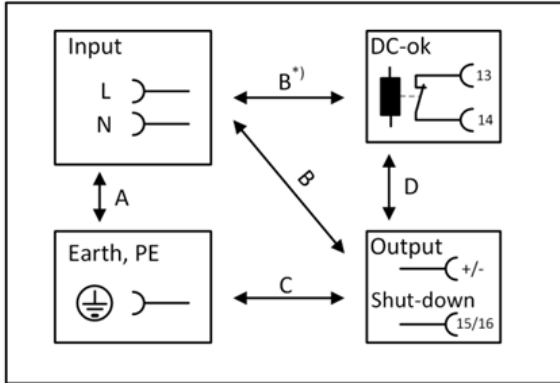 Input
L
N
B*)
DC-ok
13
14
A
B
D
Earth, PE
C
Output
+/-
Shut-down
15/16